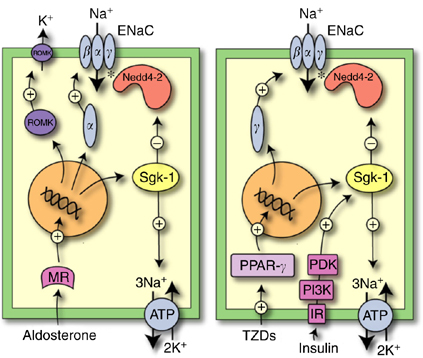 K⁺
Na⁺
ENaC
ROMK
β α γ
*
Nedd4-2
+
+
ROMK
α
−
Sgk-1
+
+
MR
3Na⁺
ATP
2K⁺
Aldosterone
Na⁺
ENaC
β α γ
*
Nedd4-2
+
γ
−
Sgk-1
+
+
+
PPAR-γ
PDK
PI3K
IR
+
3Na⁺
ATP
2K⁺
TZDs
Insulin